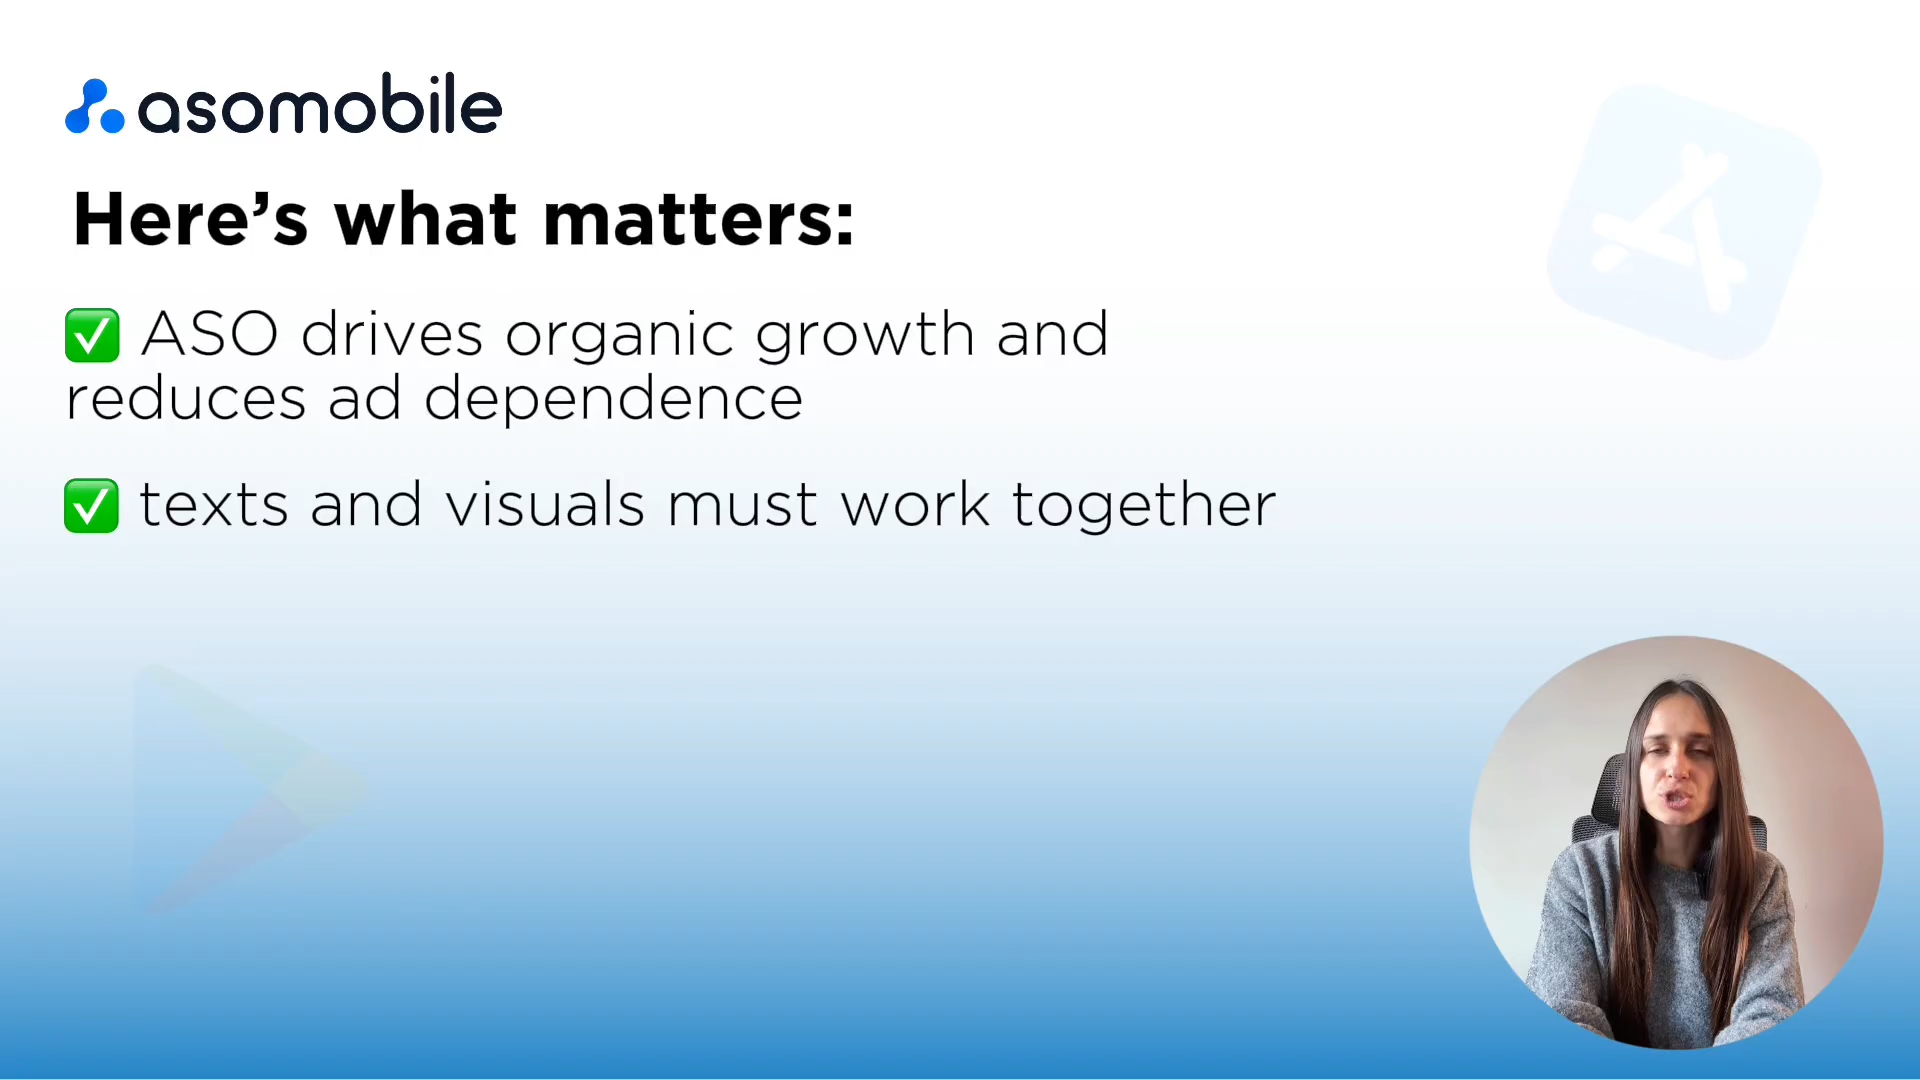 asomobile
Here’s what matters:
✅ ASO drives organic growth and
reduces ad dependence
✅ texts and visuals must work together